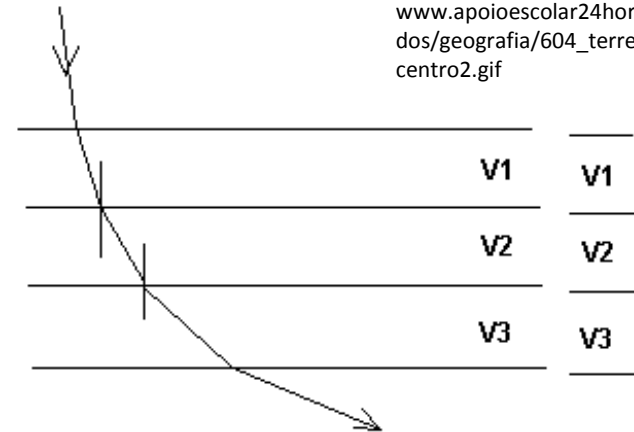 www.apoioescolar24hor
dos/geografia/604_terre
centro2.gif
V1 V1
V2 V2
V3 V3